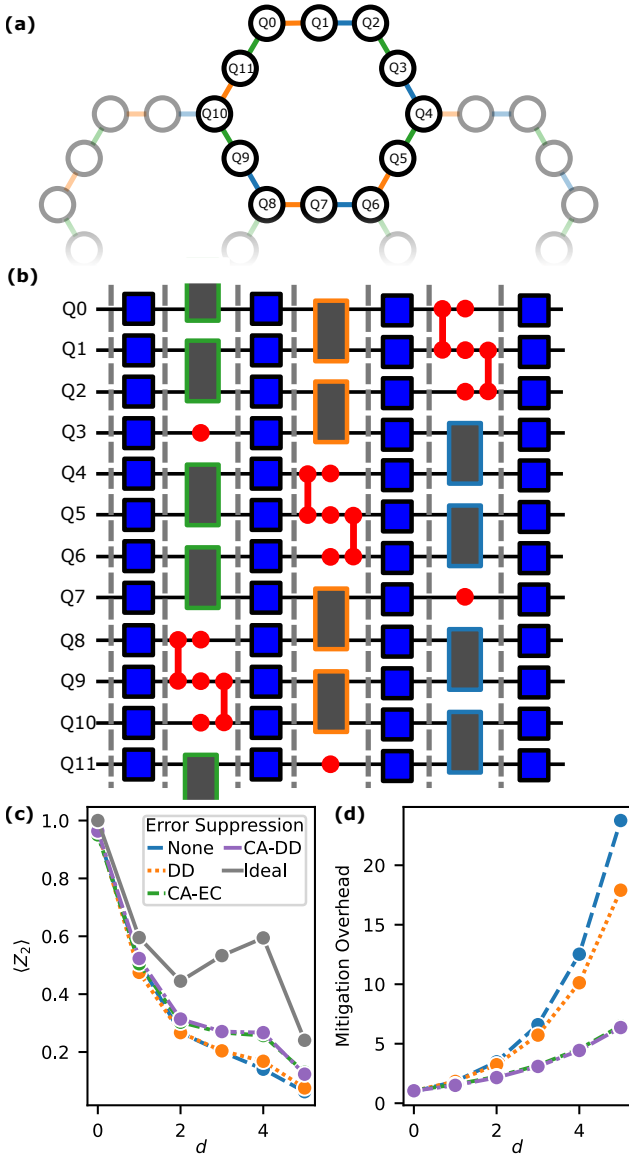 (a)
Q0 Q1 Q2
Q11 Q3
Q10 Q4
Q9 Q5
Q8 Q7 Q6
(b)
Q0
Q1
Q2
Q3
Q4
Q5
Q6
Q7
Q8
Q9
Q10
Q11
(c)
Error Suppression
None
DD
CA-EC
CA-DD
Ideal
⟨Z₂⟩
1.0
0.8
0.6
0.4
0.2
0 2 4
d
(d)
Mitigation Overhead
20
15
10
5
0
0 2 4
d